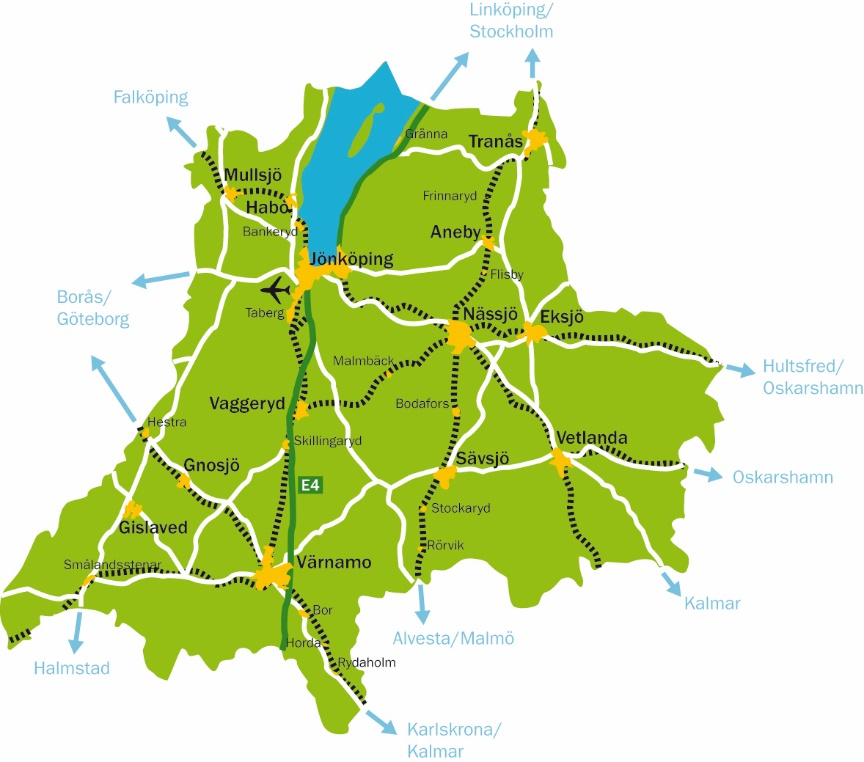 Linköping/
Stockholm
Falköping
Gränna
Tranås
Mullsjö
Frinnaryd
Habo
Bankeryd
Aneby
Jönköping
Flisby
Borås/
Göteborg
Taberg
Nässjö
Eksjö
Malmbäck
Hultsfred/
Oskarshamn
Vaggeryd
Bodafors
Hestra
Skillingaryd
Vetlanda
Gnosjö
Sävsjö
Oskarshamn
E4
Stockaryd
Gislaved
Rörvik
Smålandsstenar
Värnamo
Kalmar
Bor
Alvesta/Malmö
Horda
Halmstad
Rydaholm
Karlskrona/
Kalmar